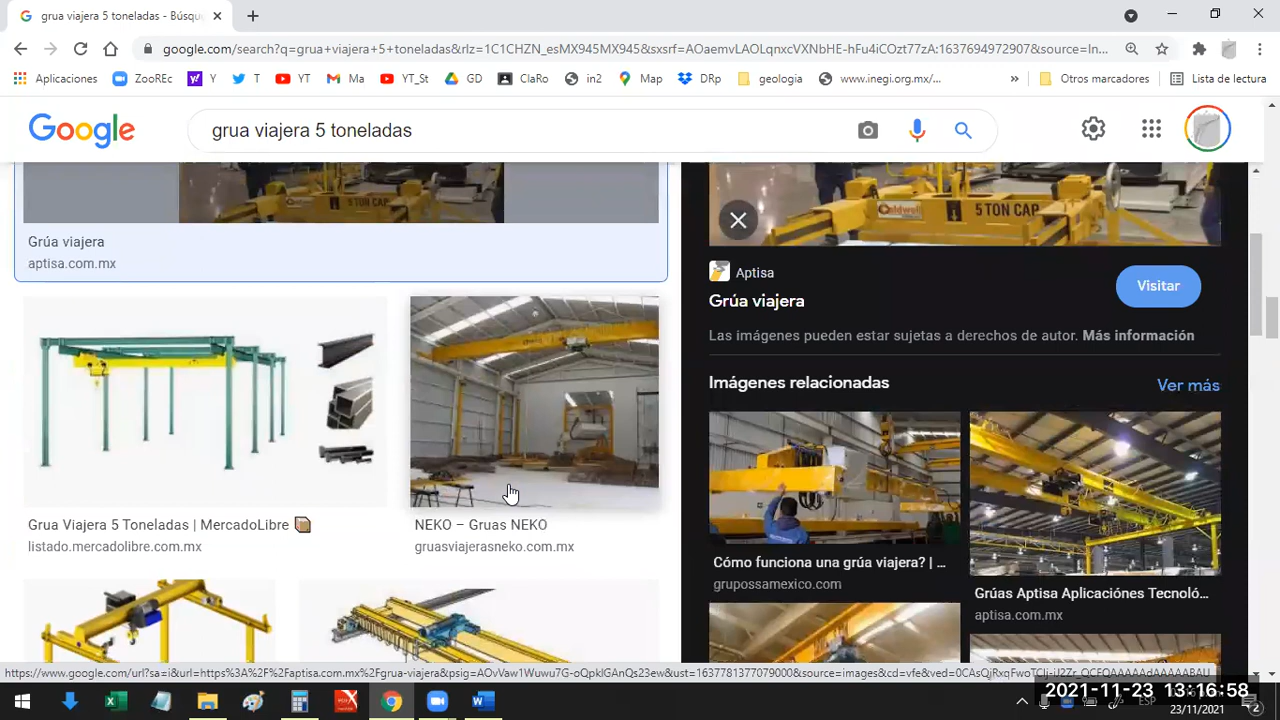 grua viajera 5 toneladas - Búsqu
google.com/search?q=grua+viajera+5+toneladas&rlz=1C1CHZN_esMX945MX945&sxsrf=AOaemvLAOLqnxcVXNbHE-hFu4iCOzt77zA:1637694972907&source=ln...
Aplicaciones ZooREc Y T YT Ma YT_St GD ClaRo in2 Map DRp geologia www.inegi.org.mx/... » Otros marcadores Lista de lectura
Google grua viajera 5 toneladas
Caldwell 5 TON CAP
Grúa viajera
aptisa.com.mx
Aptisa
Grúa viajera
Visitar
Las imágenes pueden estar sujetas a derechos de autor. Más información
Imágenes relacionadas
Ver más
Grua Viajera 5 Toneladas | MercadoLibre
listado.mercadolibre.com.mx
NEKO – Gruas NEKO
gruasviajerasneko.com.mx
Cómo funciona una grúa viajera? | ...
grupossamexico.com
Grúas Aptisa Aplicaciónes Tecnoló...
aptisa.com.mx
2021-11-23 13:16:58
ESP
23/11/2021
2